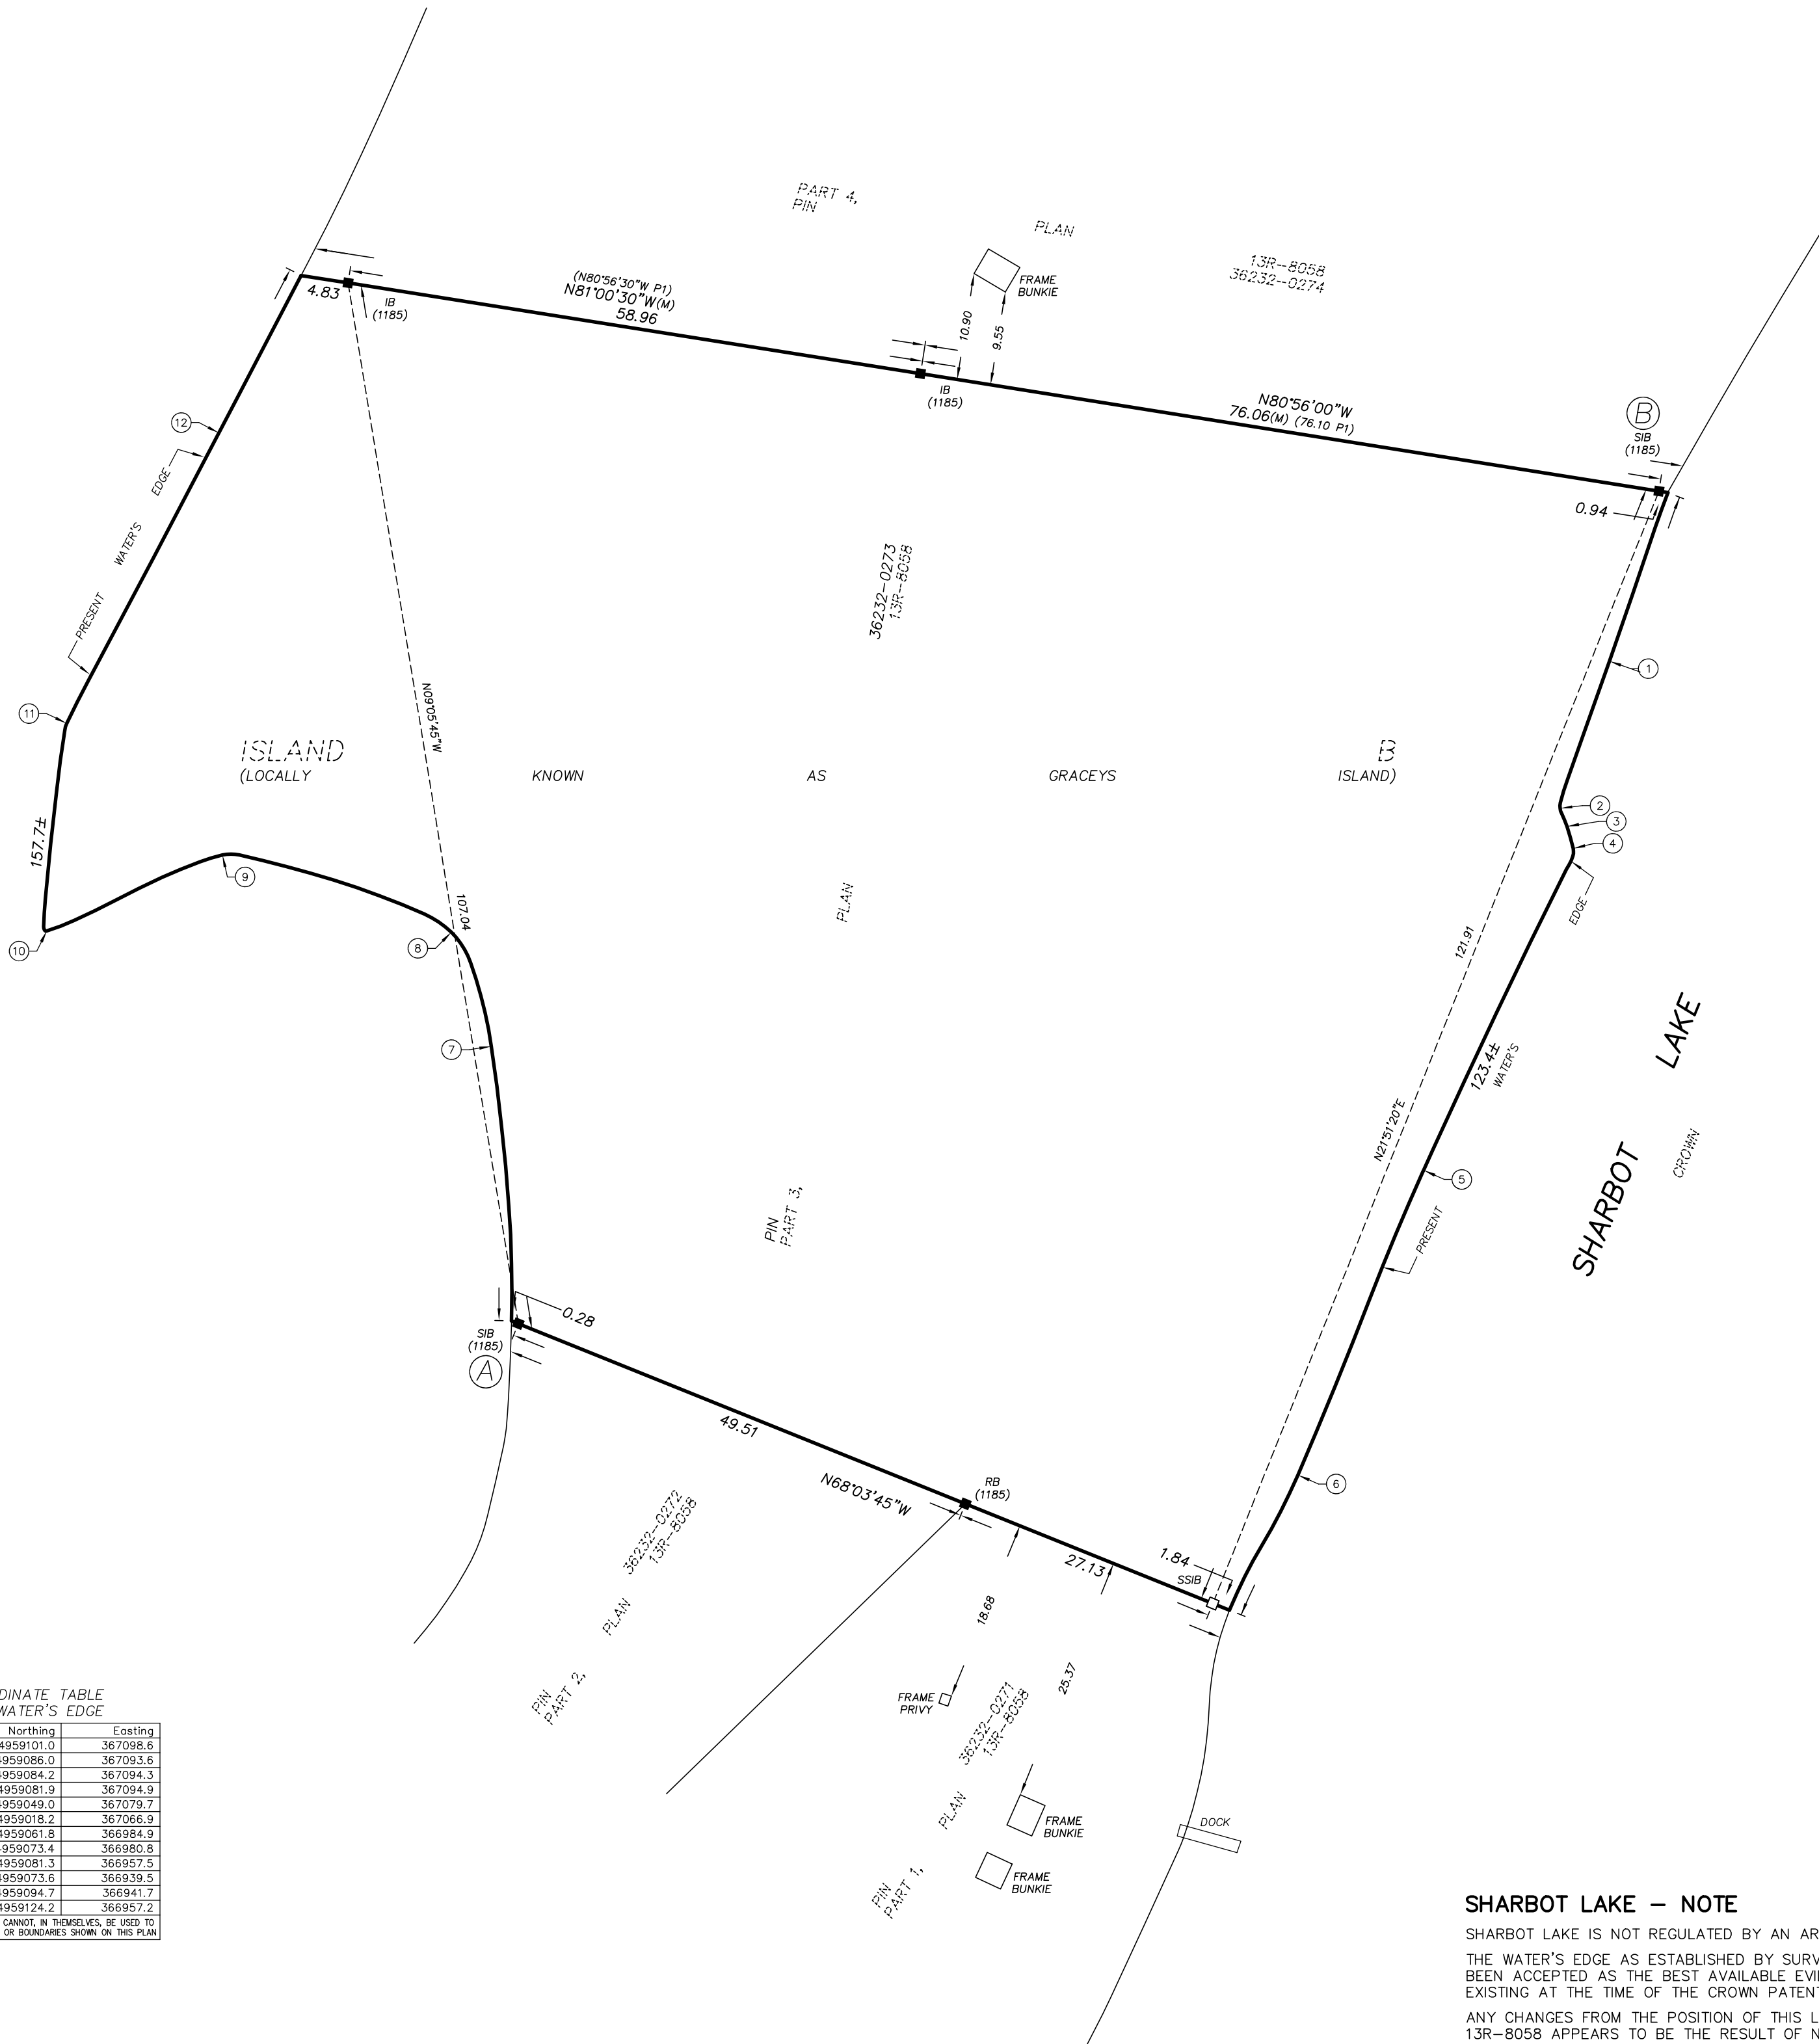 PART 4,
PIN
PLAN
13R-8058
36232-0274
FRAME
BUNKIE
(N80°56'30"W P1)
N81°00'30"W(M)
58.96
4.83
IB
(1185)
10.90
9.55
IB
(1185)
N80°56'00"W
76.06(M) (76.10 P1)
B
SIB
(1185)
0.94
12
EDGE
WATER'S
PRESENT
11
36232-0273
13R-8058
1
N09°05'45"W
ISLAND
B
(LOCALLY KNOWN AS GRACEYS ISLAND)
2
3
4
157.7±
9
10
8
107.04
PLAN
EDGE
121.91
7
LAKE
123.4±
WATER'S
N21°51'20"E
SHARBOT
CROWN
5
PRESENT
PIN
PART 3,
0.28
SIB
(1185)
A
49.51
N68°03'45"W
RB
(1185)
6
27.13
1.84
SSIB
36232-0272
13R-8058
PLAN
PIN
PART 2,
18.68
25.37
FRAME
PRIVY
36232-0271
13R-8058
PLAN
PIN
PART 1,
FRAME
BUNKIE
FRAME
BUNKIE
DOCK
DINATE TABLE
WATER'S EDGE
Northing Easting
4959101.0 367098.6
4959086.0 367093.6
4959084.2 367094.3
4959081.9 367094.9
4959049.0 367079.7
4959018.2 367066.9
4959061.8 366984.9
4959073.4 366980.8
4959081.3 366957.5
4959073.6 366939.5
4959094.7 366941.7
4959124.2 366957.2
CANNOT, IN THEMSELVES, BE USED TO
OR BOUNDARIES SHOWN ON THIS PLAN
SHARBOT LAKE – NOTE
SHARBOT LAKE IS NOT REGULATED BY AN AR
THE WATER'S EDGE AS ESTABLISHED BY SURV
BEEN ACCEPTED AS THE BEST AVAILABLE EVI
EXISTING AT THE TIME OF THE CROWN PATENT
ANY CHANGES FROM THE POSITION OF THIS L
13R-8058 APPEARS TO BE THE RESULT OF N